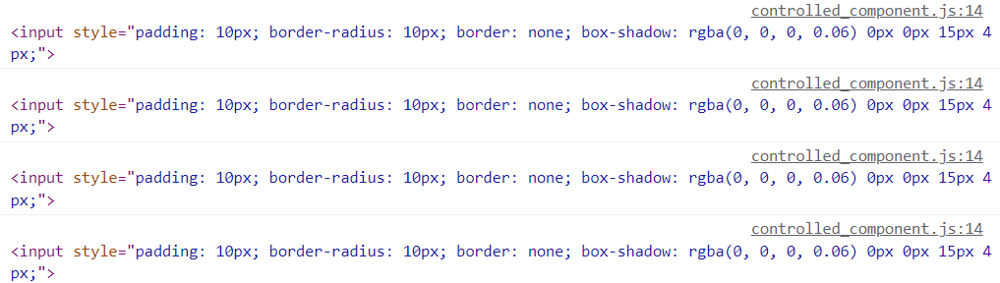 controlled_component.js:14
<input style="padding: 10px; border-radius: 10px; border: none; box-shadow: rgba(0, 0, 0, 0.06) 0px 0px 15px 4
px;">
controlled_component.js:14
<input style="padding: 10px; border-radius: 10px; border: none; box-shadow: rgba(0, 0, 0, 0.06) 0px 0px 15px 4
px;">
controlled_component.js:14
<input style="padding: 10px; border-radius: 10px; border: none; box-shadow: rgba(0, 0, 0, 0.06) 0px 0px 15px 4
px;">
controlled_component.js:14
<input style="padding: 10px; border-radius: 10px; border: none; box-shadow: rgba(0, 0, 0, 0.06) 0px 0px 15px 4
px;">